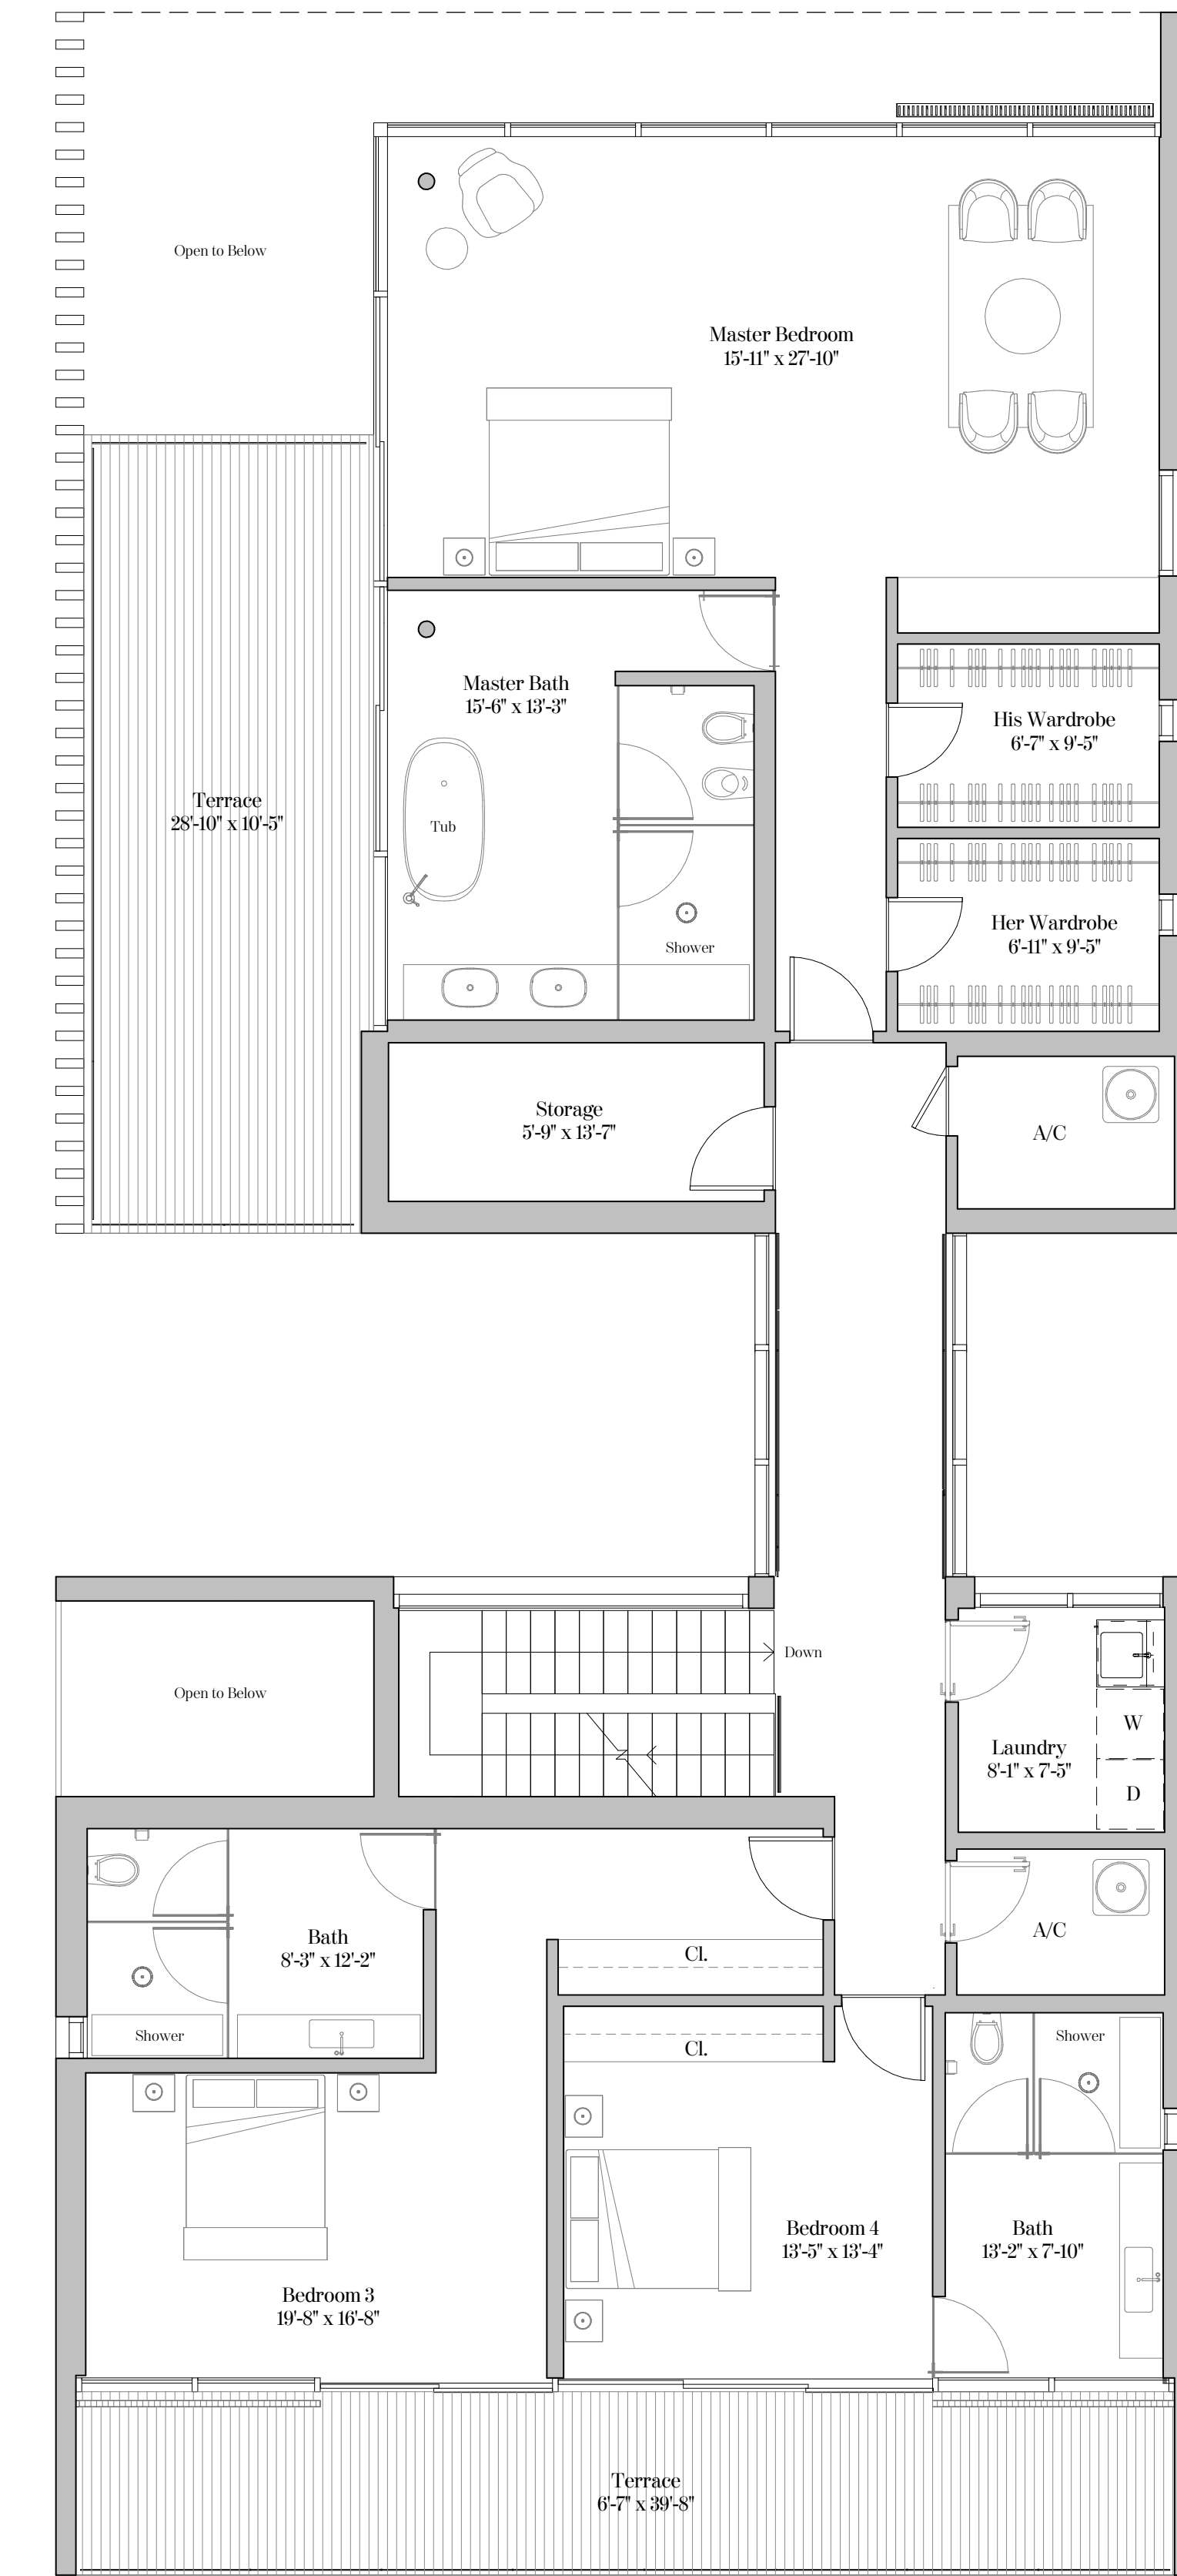 Open to Below
Master Bedroom
15'-11" x 27'-10"
Master Bath
15'-6" x 13'-3"
His Wardrobe
6'-7" x 9'-5"
Terrace
28'-10" x 10'-5"
Tub
Her Wardrobe
6'-11" x 9'-5"
Shower
Storage
5'-9" x 13'-7"
A/C
Down
Open to Below
W
Laundry
8'-1" x 7'-5"
D
Bath
8'-3" x 12'-2"
A/C
Cl.
Shower
Shower
Cl.
Bedroom 4
13'-5" x 13'-4"
Bath
13'-2" x 7'-10"
Bedroom 3
19'-8" x 16'-8"
Terrace
6'-7" x 39'-8"